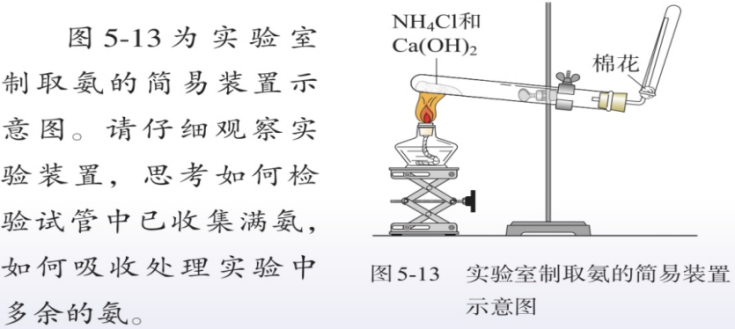 图5-13为实验室
制取氨的简易装置示
意图。请仔细观察实
验装置，思考如何检
验试管中已收集满氨，
如何吸收处理实验中
多余的氨。
NH₄Cl和
Ca(OH)₂
棉花
图5-13 实验室制取氨的简易装置
示意图